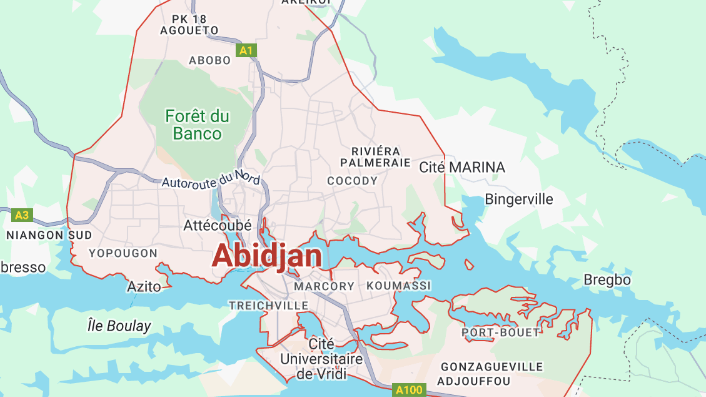 PK 18
AGOUETO
A1
ABOBO
Forêt du
Banco
RIVIÉRA
PALMERAIE
Cité MARINA
Autoroute du Nord
COCODY
Bingerville
A3
Attécoubé
NIANGON SUD
YOPOUGON
Abidjan
bresso
Azito
MARCORY
KOUMASSI
Bregbo
TREICHVILLE
Île Boulay
PORT-BOUET
Cité
Universitaire
de Vridi
GONZAGUEVILLE
ADJOUFFOU
A100